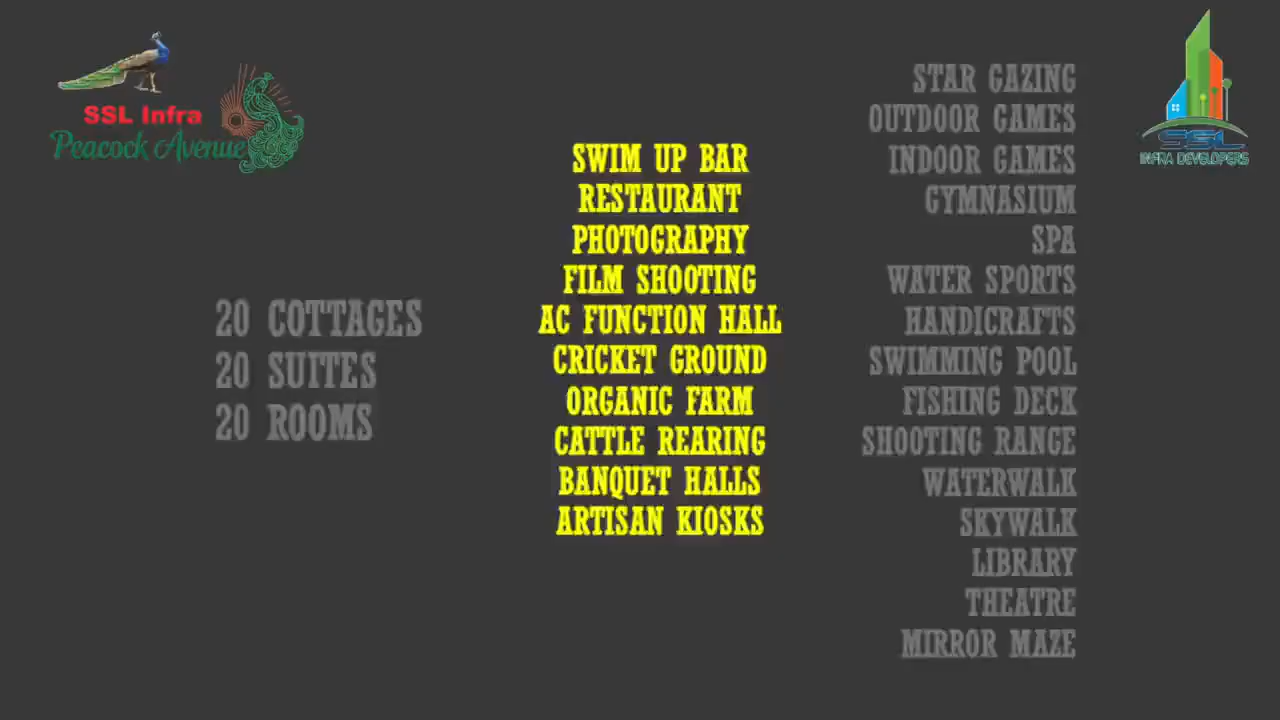 SSL Infra
Peacock Avenue
SSL
INFRA DEVELOPERS
20 COTTAGES
20 SUITES
20 ROOMS
SWIM UP BAR
RESTAURANT
PHOTOGRAPHY
FILM SHOOTING
AC FUNCTION HALL
CRICKET GROUND
ORGANIC FARM
CATTLE REARING
BANQUET HALLS
ARTISAN KIOSKS
STAR GAZING
OUTDOOR GAMES
INDOOR GAMES
GYMNASIUM
SPA
WATER SPORTS
HANDICRAFTS
SWIMMING POOL
FISHING DECK
SHOOTING RANGE
WATERWALK
SKYWALK
LIBRARY
THEATRE
MIRROR MAZE